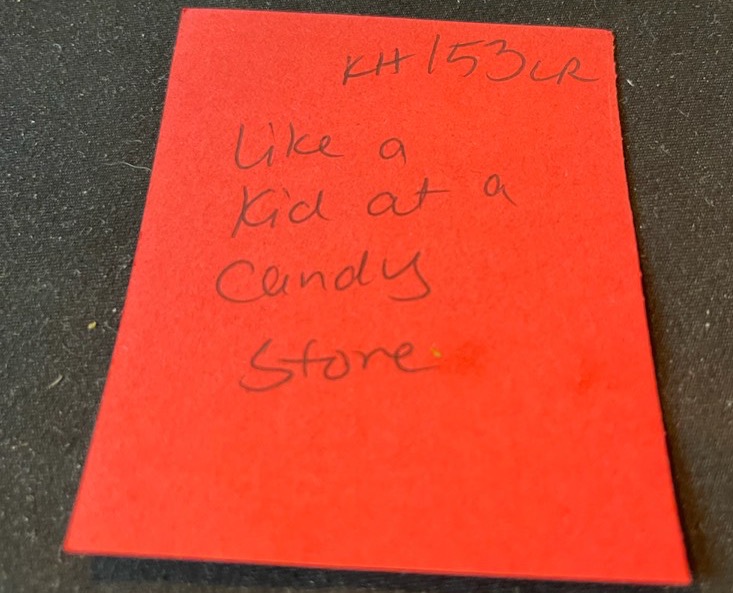 KH153LR
Like a
Kid at a
Candy
Store